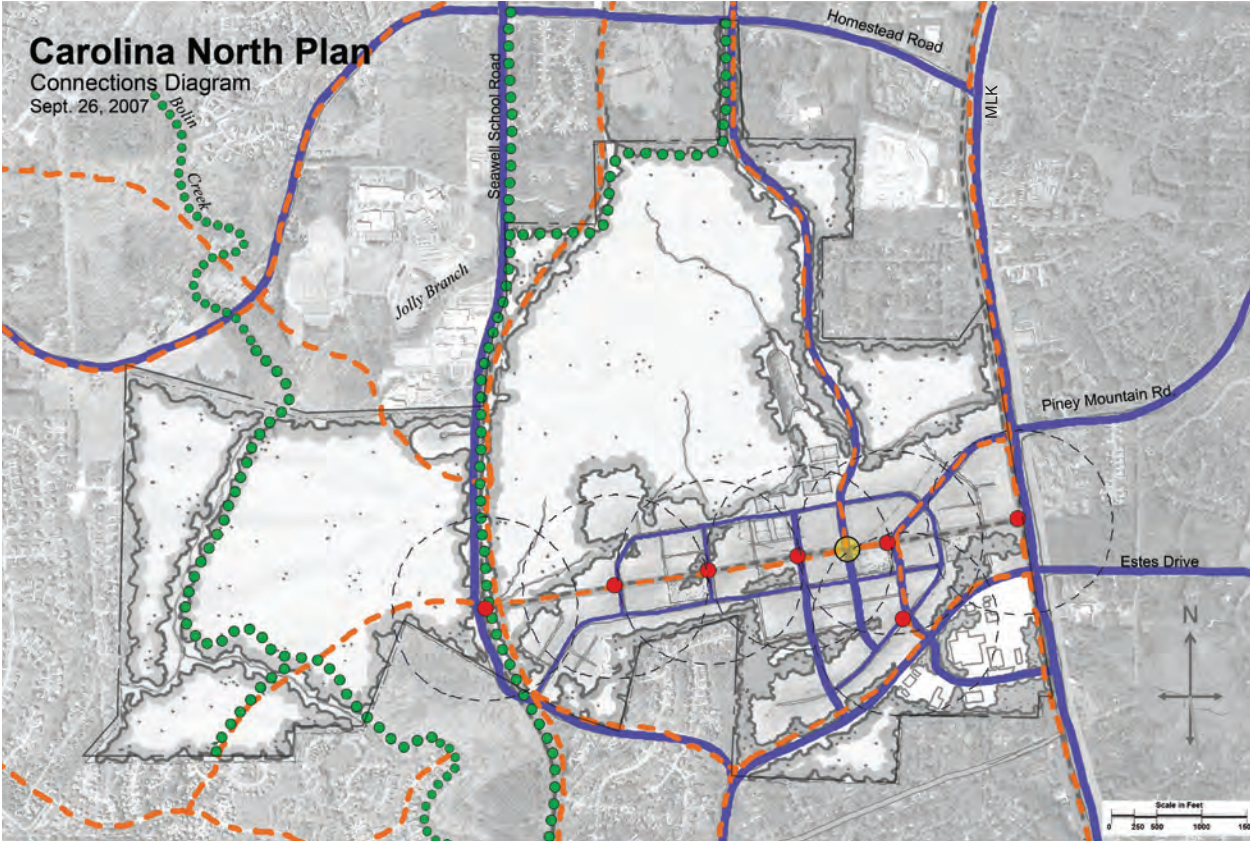 Carolina North Plan
Connections Diagram
Sept. 26, 2007
Bolin
Creek
Seawell School Road
Homestead Road
MLK
Jolly Branch
Piney Mountain Rd.
Estes Drive
N
Scale in Feet
0 250 500 1000